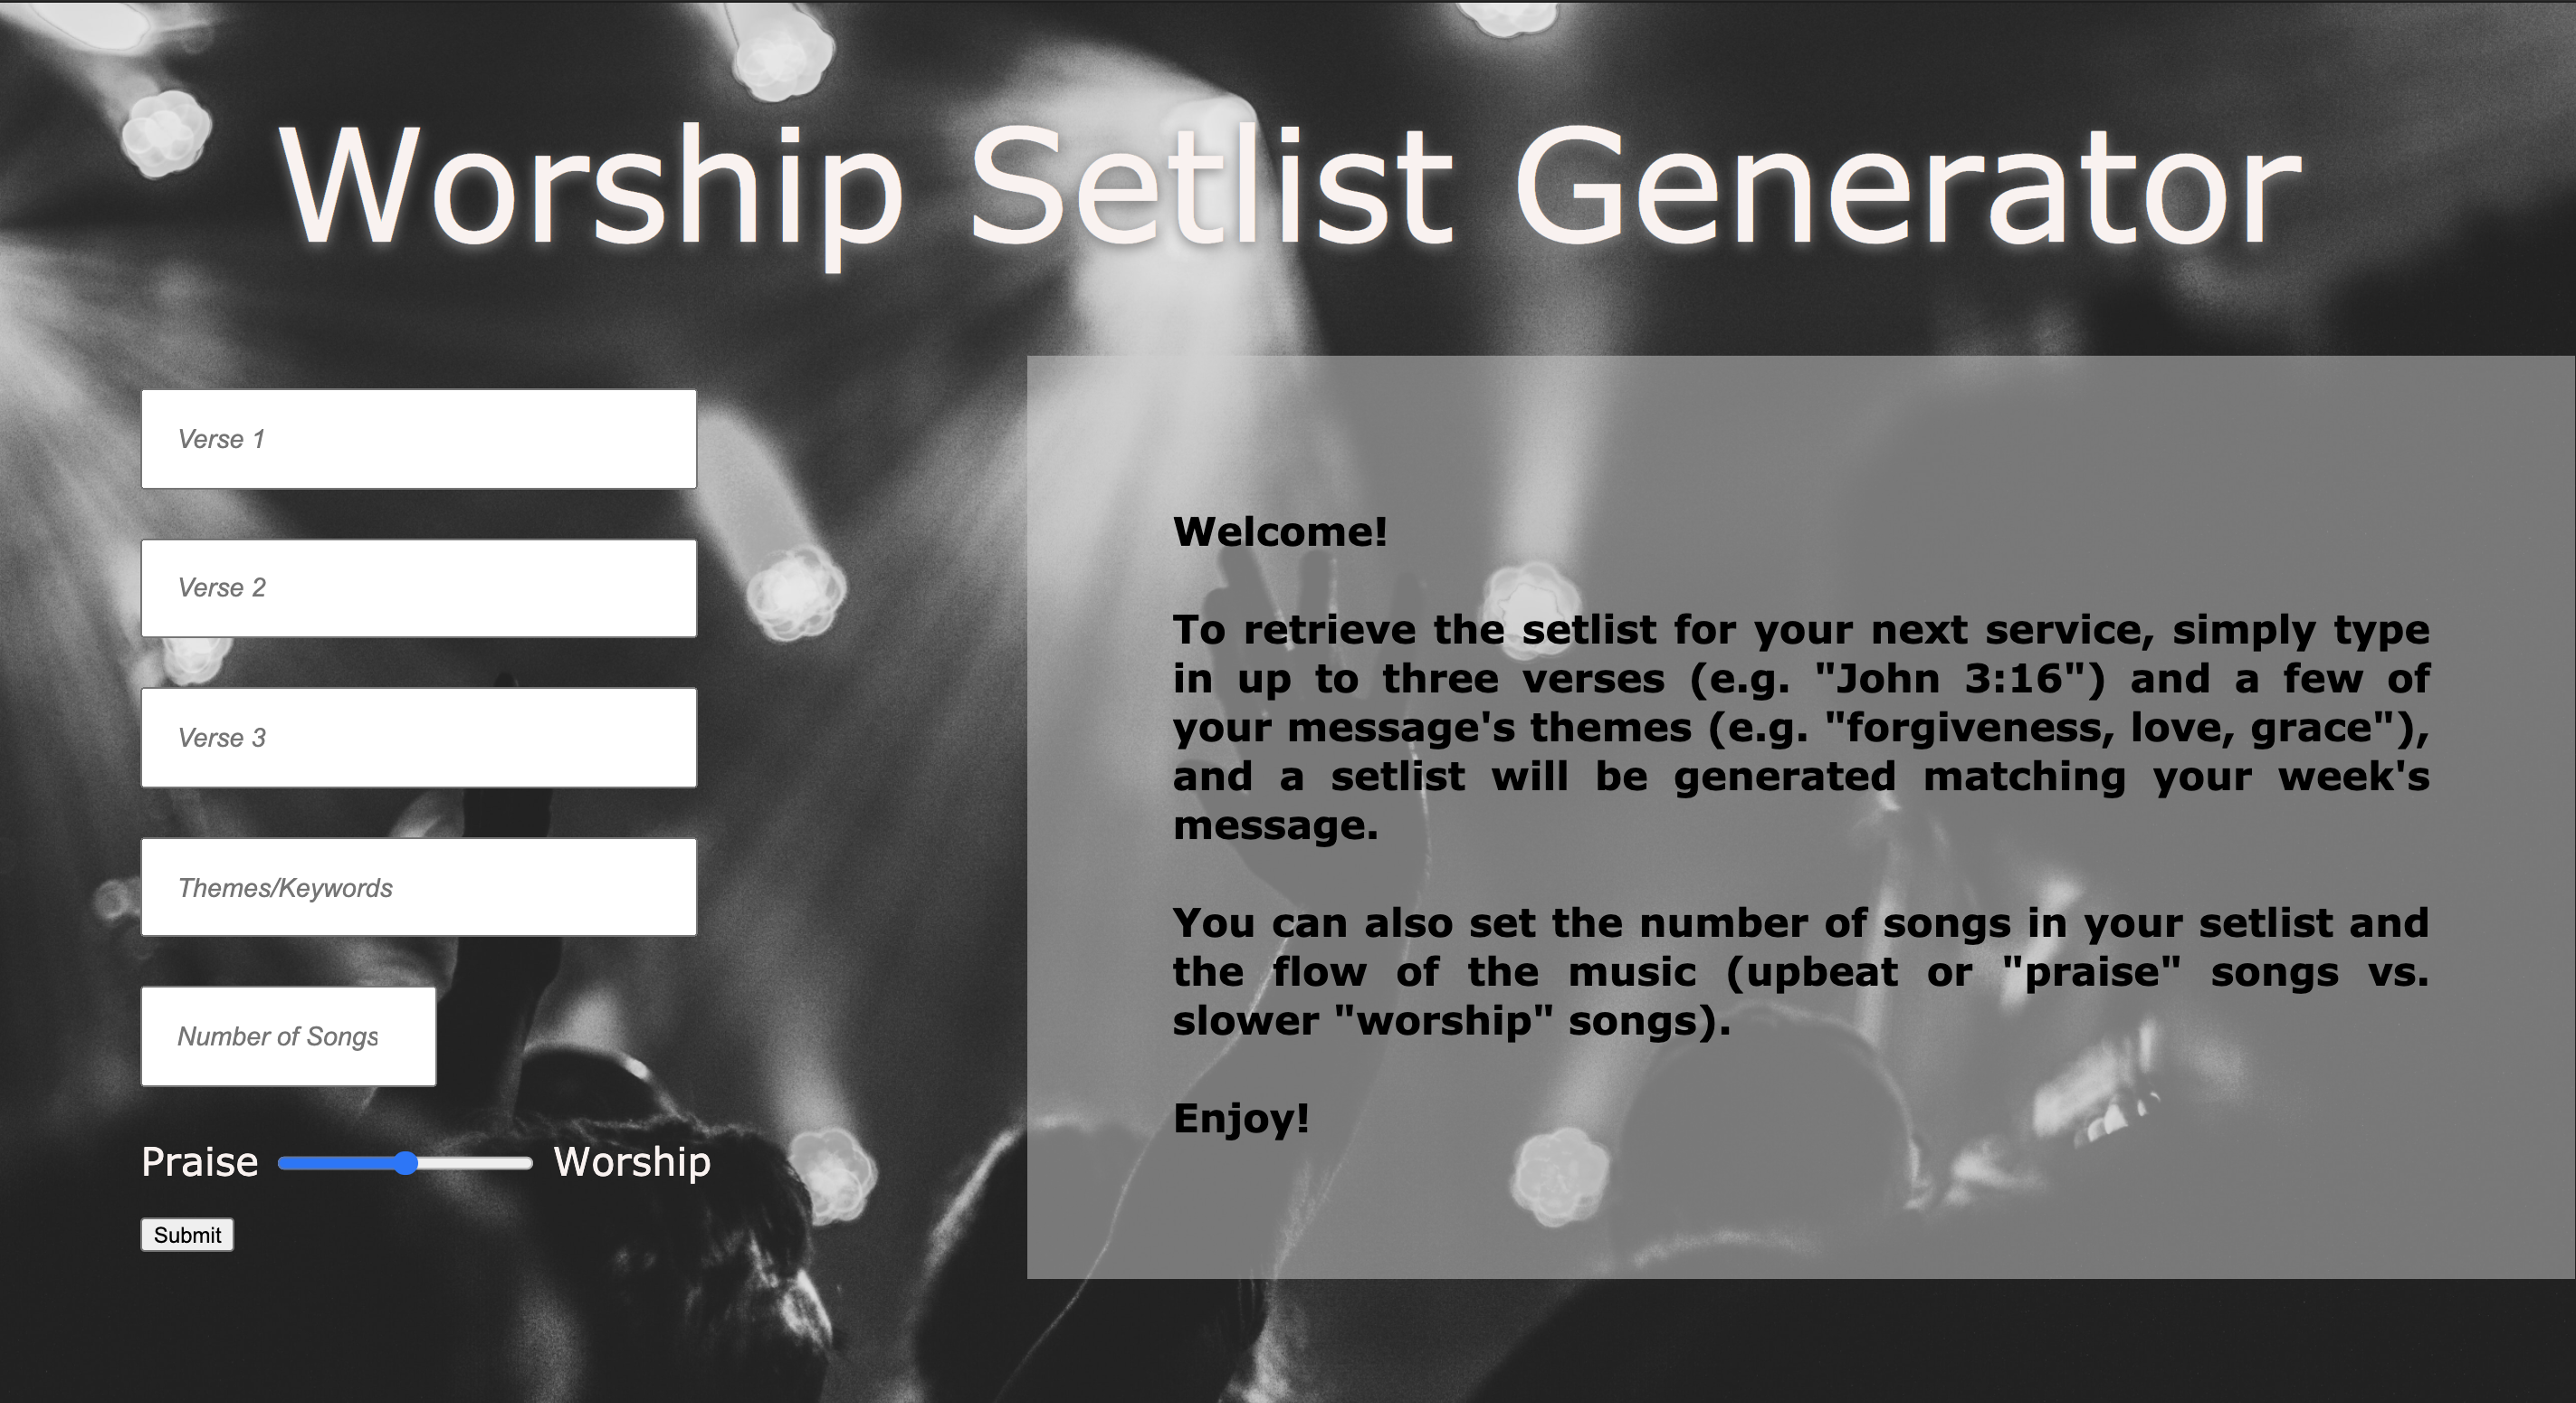 Worship Setlist Generator
Verse 1
Verse 2
Verse 3
Themes/Keywords
Number of Songs
Praise Worship
Submit
Welcome!
To retrieve the setlist for your next service, simply type
in up to three verses (e.g. "John 3:16") and a few of
your message's themes (e.g. "forgiveness, love, grace"),
and a setlist will be generated matching your week's
message.
You can also set the number of songs in your setlist and
the flow of the music (upbeat or "praise" songs vs.
slower "worship" songs).
Enjoy!